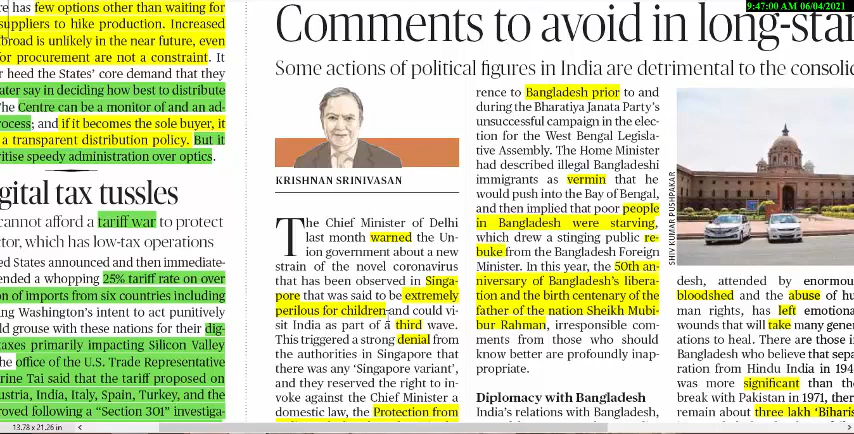 9:47:00 AM 06/04/2021
re has few options other than waiting for
suppliers to hike production. Increased
broad is unlikely in the near future, even
for procurement are not a constraint. It
r heed the States' core demand that they
ater say in deciding how best to distribute
he Centre can be a monitor of and an ad-
ocess; and if it becomes the sole buyer, it
a transparent distribution policy. But it
ritise speedy administration over optics.
gital tax tussles
cannot afford a tariff war to protect
ctor, which has low-tax operations
ed States announced and then immediate-
ended a whopping 25% tariff rate on over
on of imports from six countries including
ing Washington's intent to act punitively
ld grouse with these nations for their dig-
taxes primarily impacting Silicon Valley
he office of the U.S. Trade Representative
rine Tai said that the tariff proposed on
ustria, India, Italy, Spain, Turkey, and the
roved following a "Section 301" investiga-
Comments to avoid in long-star
Some actions of political figures in India are detrimental to the consolid
KRISHNAN SRINIVASAN
The Chief Minister of Delhi
last month warned the Un-
ion government about a new
strain of the novel coronavirus
that has been observed in Singa-
pore that was said to be extremely
perilous for children and could vi-
sit India as part of a third wave.
This triggered a strong denial from
the authorities in Singapore that
there was any 'Singapore variant',
and they reserved the right to in-
voke against the Chief Minister a
domestic law, the Protection from
rence to Bangladesh prior to and
during the Bharatiya Janata Party's
unsuccessful campaign in the elec-
tion for the West Bengal Legisla-
tive Assembly. The Home Minister
had described illegal Bangladeshi
immigrants as vermin that he
would push into the Bay of Bengal,
and then implied that poor people
in Bangladesh were starving,
which drew a stinging public re-
buke from the Bangladesh Foreign
Minister. In this year, the 50th an-
niversary of Bangladesh's libera-
tion and the birth centenary of the
father of the nation Sheikh Muji-
bur Rahman, irresponsible com-
ments from those who should
know better are profoundly inap-
propriate.
Diplomacy with Bangladesh
India's relations with Bangladesh,
SHIV KUMAR PUSHPAKAR
desh, attended by enormou
bloodshed and the abuse of hu
man rights, has left emotiona
wounds that will take many gener
ations to heal. There are those i
Bangladesh who believe that sepa
ration from Hindu India in 194
was more significant than th
break with Pakistan in 1971, ther
remain about three lakh 'Biharis
13.78 x 21.26 in